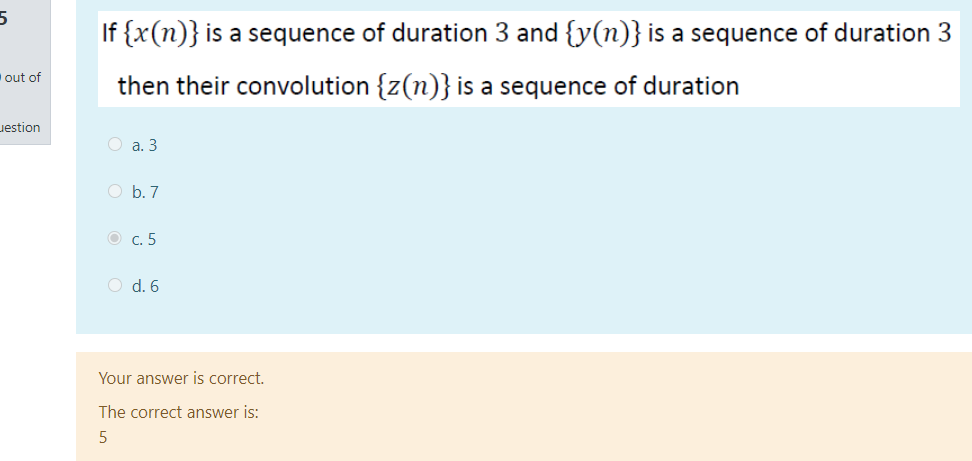 5
out of
uestion
If {x(n)} is a sequence of duration 3 and {y(n)} is a sequence of duration 3
then their convolution {z(n)} is a sequence of duration
a. 3
b. 7
c. 5
d. 6
Your answer is correct.
The correct answer is:
5